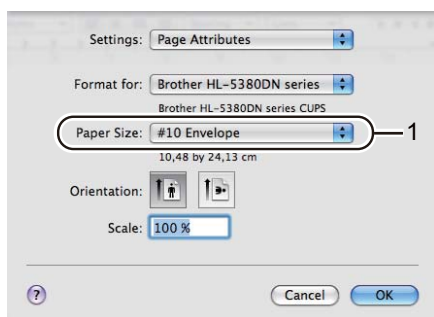 Settings: Page Attributes
Format for: Brother HL-5380DN series
Brother HL-5380DN series CUPS
Paper Size: #10 Envelope 1
10,48 by 24,13 cm
Orientation:
Scale: 100 %
? Cancel OK